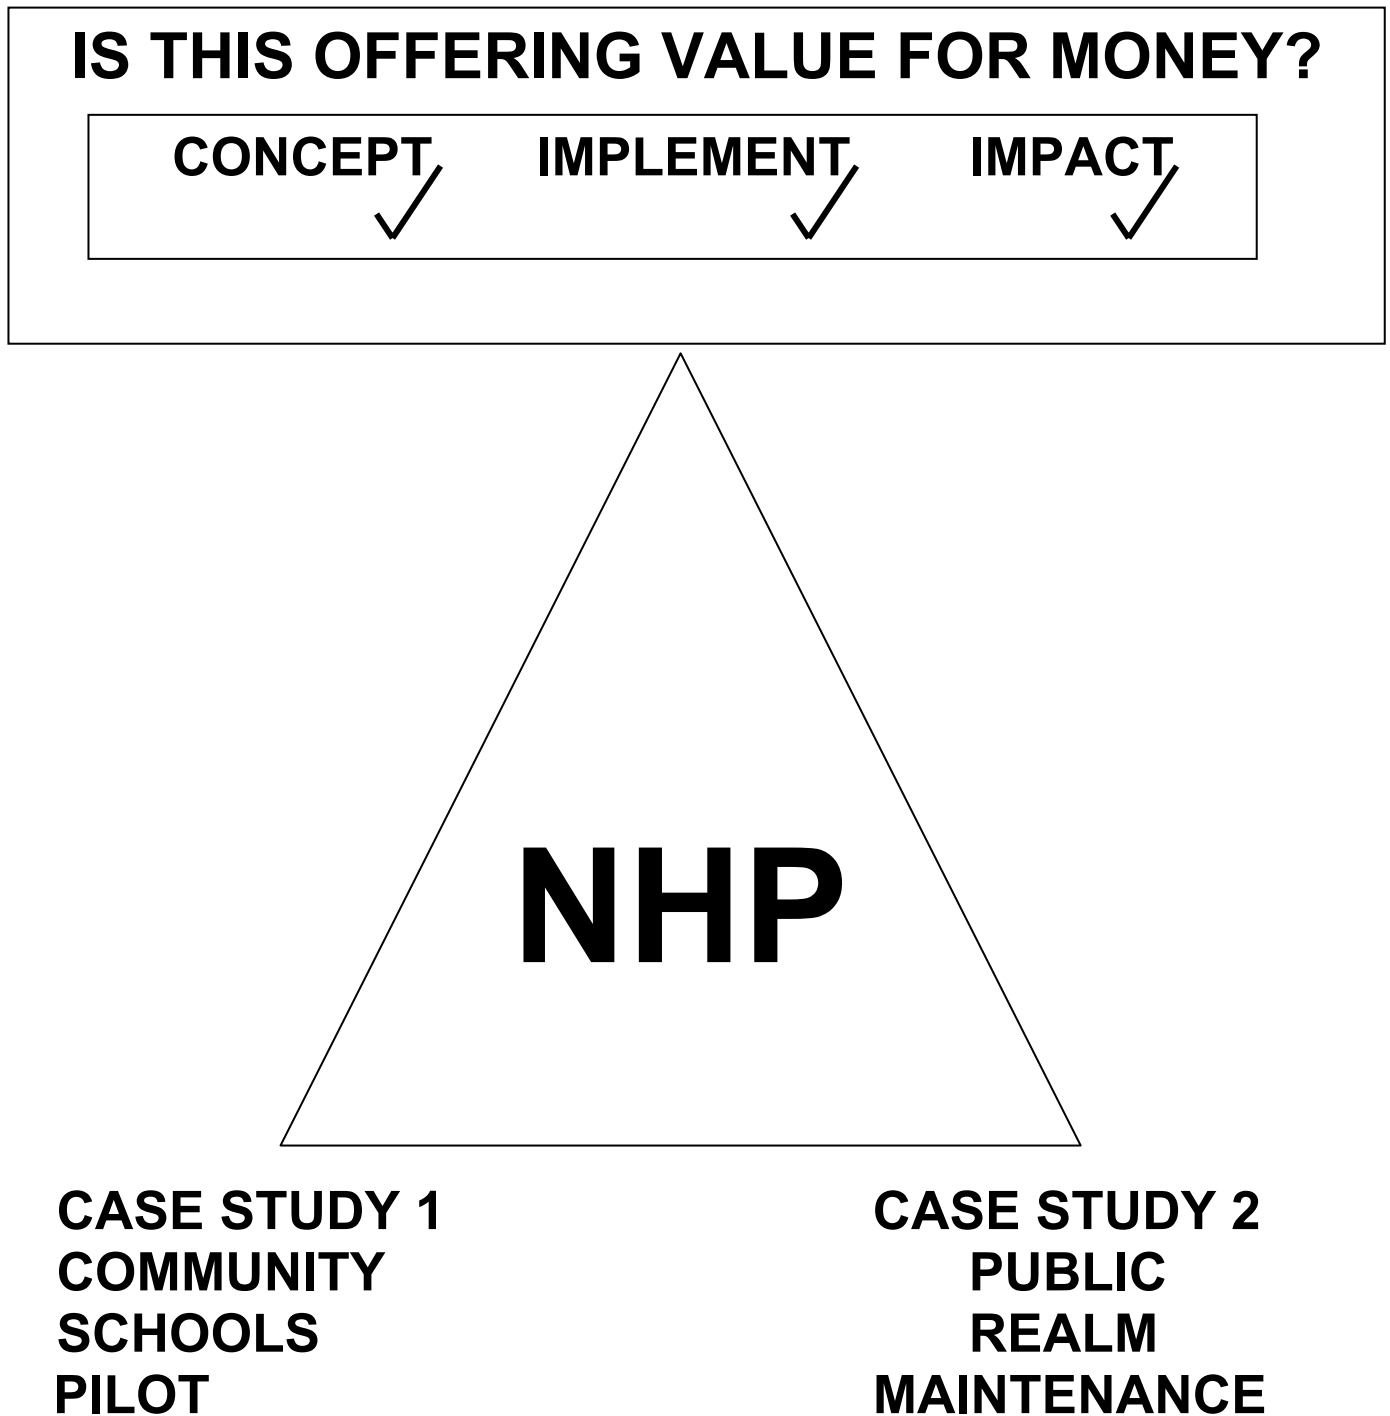 IS THIS OFFERING VALUE FOR MONEY?
CONCEPT IMPLEMENT IMPACT
NHP
CASE STUDY 1
COMMUNITY
SCHOOLS
PILOT
CASE STUDY 2
PUBLIC
REALM
MAINTENANCE